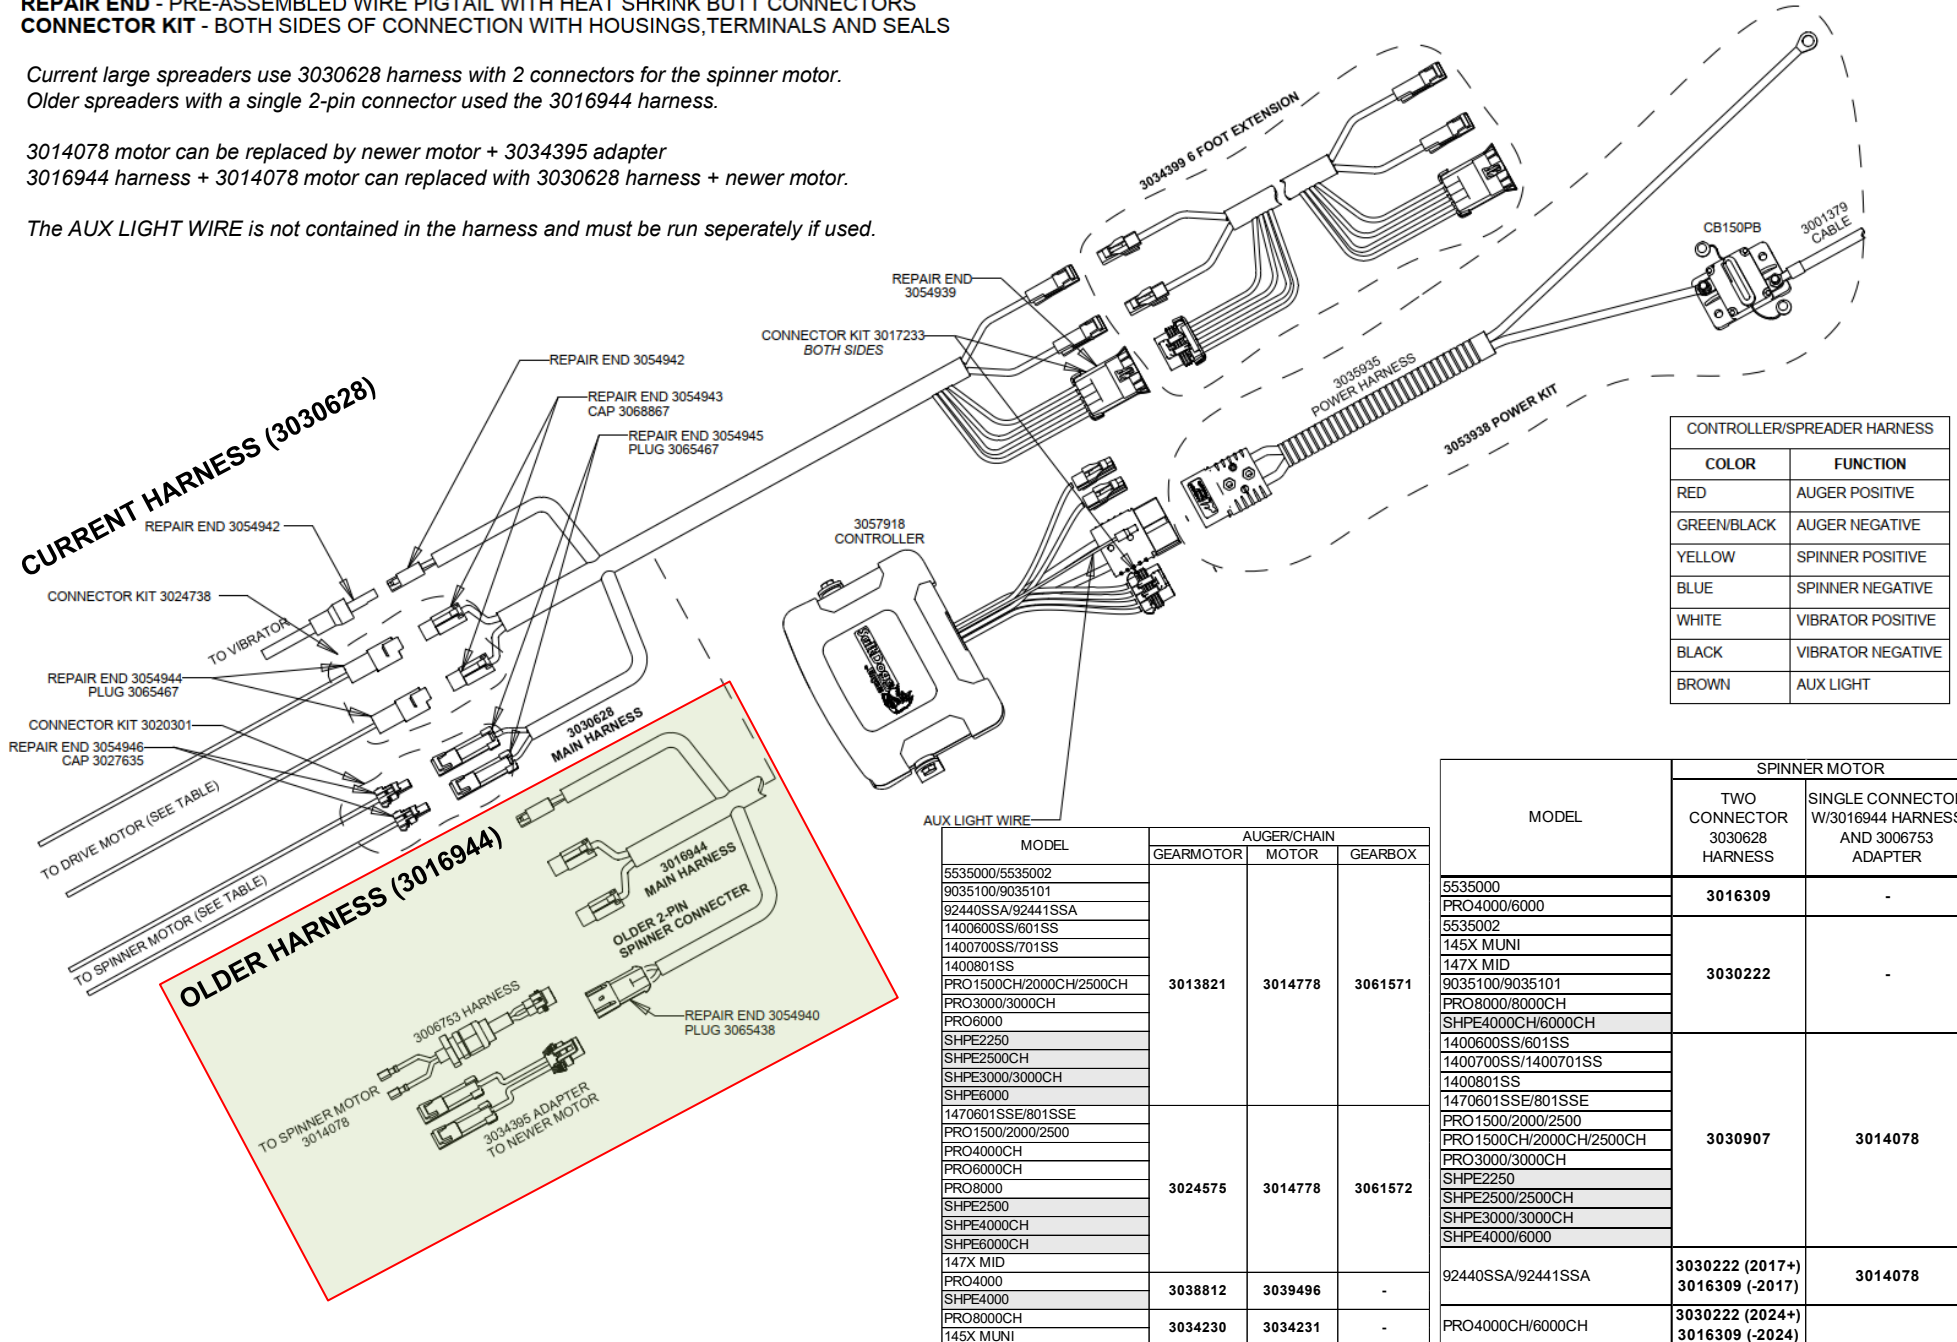 REPAIR END - PRE-ASSEMBLED WIRE PIGTAIL WITH HEAT SHRINK BUTT CONNECTORS
CONNECTOR KIT - BOTH SIDES OF CONNECTION WITH HOUSINGS,TERMINALS AND SEALS
Current large spreaders use 3030628 harness with 2 connectors for the spinner motor.
Older spreaders with a single 2-pin connector used the 3016944 harness.
3014078 motor can be replaced by newer motor + 3034395 adapter
3016944 harness + 3014078 motor can replaced with 3030628 harness + newer motor.
The AUX LIGHT WIRE is not contained in the harness and must be run seperately if used.
3034399 6 FOOT EXTENSION
CB150PB
3001379
CABLE
REPAIR END
3054939
CONNECTOR KIT 3017233
BOTH SIDES
3035935
POWER HARNESS
3053938 POWER KIT
CURRENT HARNESS (3030628)
REPAIR END 3054942
REPAIR END 3054943
CAP 3068867
REPAIR END 3054945
PLUG 3065467
REPAIR END 3054942
CONNECTOR KIT 3024738
TO VIBRATOR
REPAIR END 3054944
PLUG 3065467
CONNECTOR KIT 3020301
REPAIR END 3054946
CAP 3027635
3030628
MAIN HARNESS
TO DRIVE MOTOR (SEE TABLE)
TO SPINNER MOTOR (SEE TABLE)
3057918
CONTROLLER
SaltDogg
AUX LIGHT WIRE
OLDER HARNESS (3016944)
3016944
MAIN HARNESS
OLDER 2-PIN
SPINNER CONNECTER
3006753 HARNESS
REPAIR END 3054940
PLUG 3065438
TO SPINNER MOTOR
3014078
3034395 ADAPTER
TO NEWER MOTOR
CONTROLLER/SPREADER HARNESS
COLOR FUNCTION
RED AUGER POSITIVE
GREEN/BLACK AUGER NEGATIVE
YELLOW SPINNER POSITIVE
BLUE SPINNER NEGATIVE
WHITE VIBRATOR POSITIVE
BLACK VIBRATOR NEGATIVE
BROWN AUX LIGHT
MODEL AUGER/CHAIN
GEARMOTOR MOTOR GEARBOX
5535000/5535002
9035100/9035101
92440SSA/92441SSA
1400600SS/601SS
1400700SS/701SS
1400801SS
PRO1500CH/2000CH/2500CH 3013821 3014778 3061571
PRO3000/3000CH
PRO6000
SHPE2250
SHPE2500CH
SHPE3000/3000CH
SHPE6000
1470601SSE/801SSE
PRO1500/2000/2500
PRO4000CH
PRO6000CH
PRO8000 3024575 3014778 3061572
SHPE2500
SHPE4000CH
SHPE6000CH
147X MID
PRO4000 3038812 3039496 -
SHPE4000
PRO8000CH 3034230 3034231 -
145X MUNI
MODEL SPINNER MOTOR
TWO
CONNECTOR
3030628
HARNESS
SINGLE CONNECTOR
W/3016944 HARNESS
AND 3006753
ADAPTER
5535000 3016309 -
PRO4000/6000
5535002
145X MUNI
147X MID 3030222 -
9035100/9035101
PRO8000/8000CH
SHPE4000CH/6000CH
1400600SS/601SS
1400700SS/1400701SS
1400801SS
1470601SSE/801SSE
PRO1500/2000/2500
PRO1500CH/2000CH/2500CH 3030907 3014078
PRO3000/3000CH
SHPE2250
SHPE2500/2500CH
SHPE3000/3000CH
SHPE4000/6000
92440SSA/92441SSA 3030222 (2017+) 3014078
3016309 (-2017)
PRO4000CH/6000CH 3030222 (2024+)
3016309 (-2024)